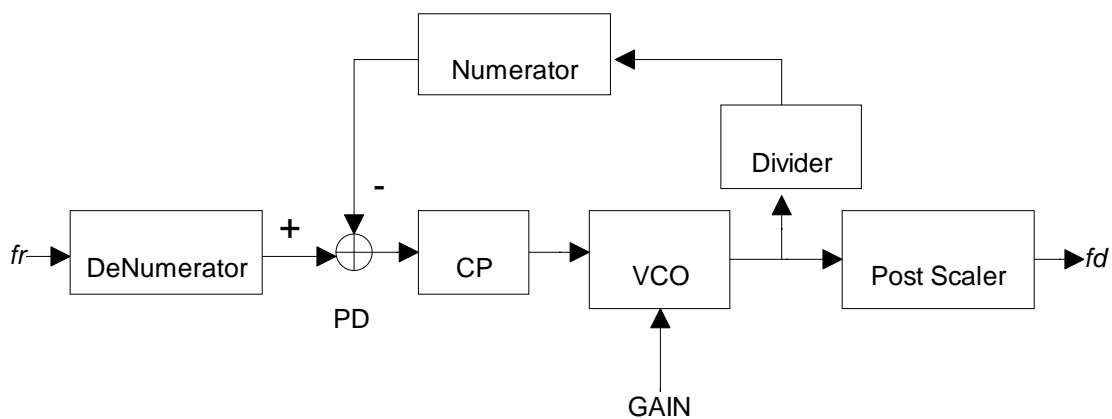 Numerator
Divider
-
+
fr
DeNumerator
CP
VCO
Post Scaler
fd
PD
GAIN